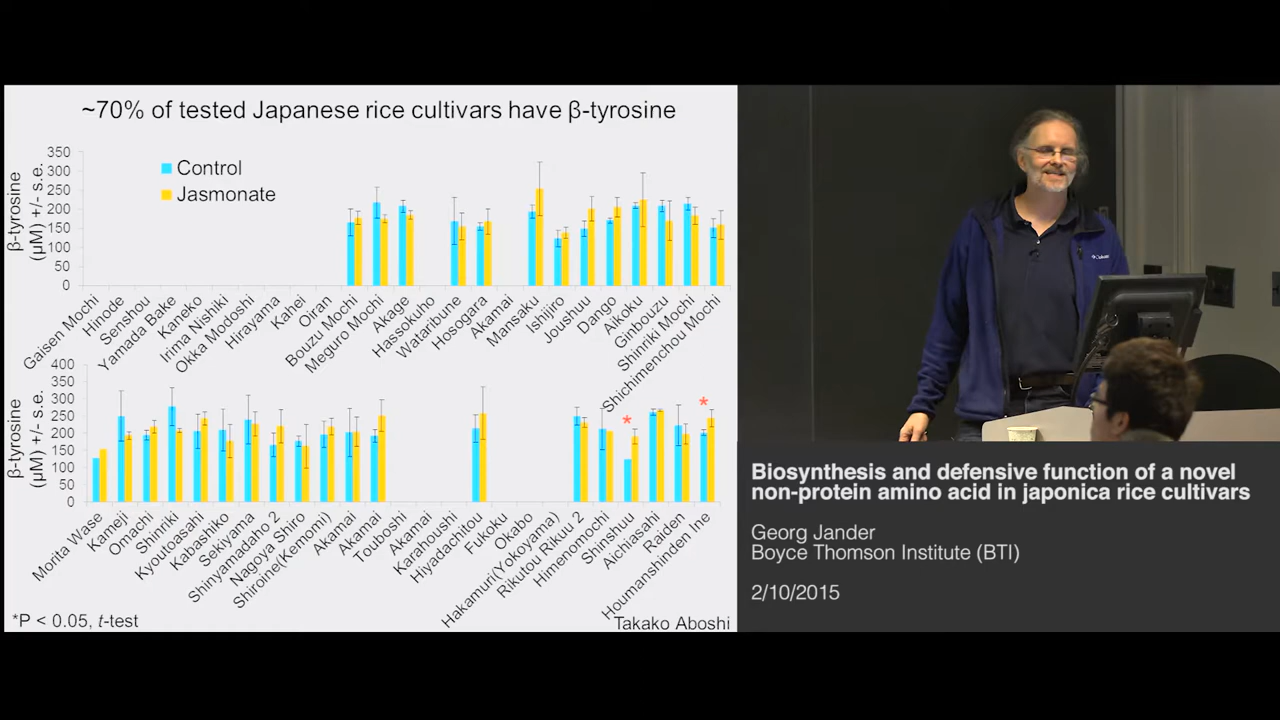 ~70% of tested Japanese rice cultivars have β-tyrosine
β-tyrosine
(μM) +/- s.e.
350
300
250
200
150
100
50
0
Control
Jasmonate
Gaisen Mochi
Hinode
Senshou
Yamada Bake
Kaneko
Irima Nishiki
Okka Modoshi
Hirayama
Kanei
Oiran
Bouzu Mochi
Meguro Mochi
Akage
Hassokuho
Wataribune
Hosogara
Akamai
Mansaku
Ishijiro
Joushuu
Dango
Aikoku
Ginbouzu
Shinriki Mochi
Shichimenchou Mochi
β-tyrosine
(μM) +/- s.e.
400
350
300
250
200
150
100
50
0
*
*
Morita Wase
Kameji
Omachi
Shinriki
Kyoutoasahi
Kabashiko
Sekiyama
Shinyamadaho 2
Nagoya Shiro
Shiroine(Kemomi)
Akamai
Akamai
Touboshi
Akamai
Karahoushi
Hiyadachitou
Fukoku
Okabo
Hakamuri(Yokoyama)
Rikutou Rikuu 2
Himenomochi
Shinshuu
Aichiasahi
Raiden
Houmanshinden Ine
*P < 0.05, t-test
Takako Aboshi
Columbia
Biosynthesis and defensive function of a novel
non-protein amino acid in japonica rice cultivars
Georg Jander
Boyce Thomson Institute (BTI)
2/10/2015